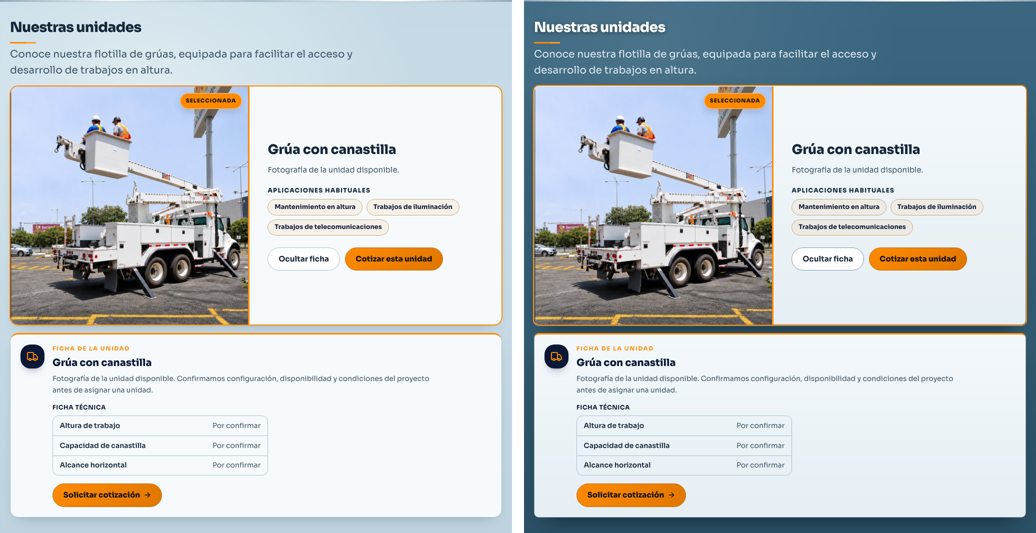 Nuestras unidades
Conoce nuestra flotilla de grúas, equipada para facilitar el acceso y
desarrollo de trabajos en altura.
SELECCIONADA
Grúa con canastilla
Fotografía de la unidad disponible.
APLICACIONES HABITUALES
Mantenimiento en altura
Trabajos de iluminación
Trabajos de telecomunicaciones
Ocultar ficha
Cotizar esta unidad
FICHA DE LA UNIDAD
Grúa con canastilla
Fotografía de la unidad disponible. Confirmamos configuración, disponibilidad y condiciones del proyecto
antes de asignar una unidad.
FICHA TÉCNICA
Altura de trabajo Por confirmar
Capacidad de canastilla Por confirmar
Alcance horizontal Por confirmar
Solicitar cotización →
Nuestras unidades
Conoce nuestra flotilla de grúas, equipada para facilitar el acceso y
desarrollo de trabajos en altura.
SELECCIONADA
Grúa con canastilla
Fotografía de la unidad disponible.
APLICACIONES HABITUALES
Mantenimiento en altura
Trabajos de iluminación
Trabajos de telecomunicaciones
Ocultar ficha
Cotizar esta unidad
FICHA DE LA UNIDAD
Grúa con canastilla
Fotografía de la unidad disponible. Confirmamos configuración, disponibilidad y condiciones del proyecto
antes de asignar una unidad.
FICHA TÉCNICA
Altura de trabajo Por confirmar
Capacidad de canastilla Por confirmar
Alcance horizontal Por confirmar
Solicitar cotización →